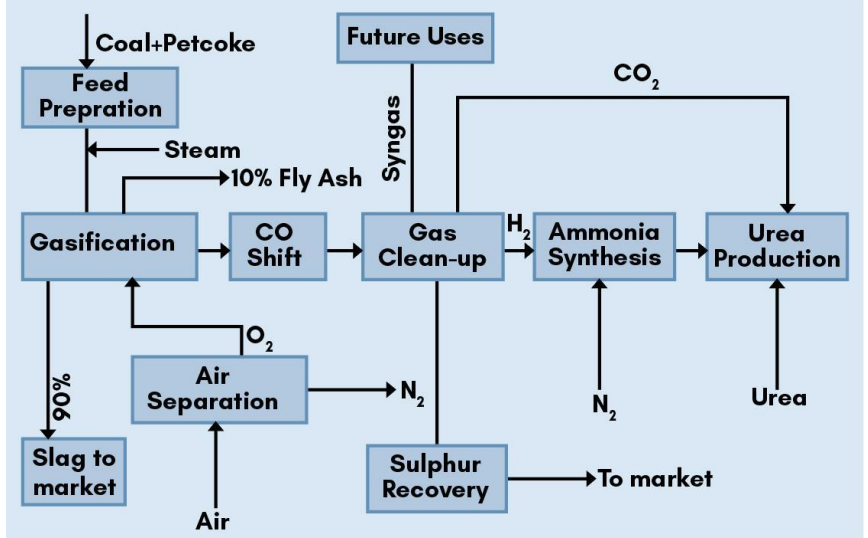 Coal+Petcoke
Feed
Prepration
Steam
10% Fly Ash
Future Uses
Syngas
CO₂
Gasification
CO
Shift
Gas
Clean-up
H₂
Ammonia
Synthesis
Urea
Production
O₂
Air
Separation
N₂
N₂
Urea
90%
Slag to
market
Air
Sulphur
Recovery
To market